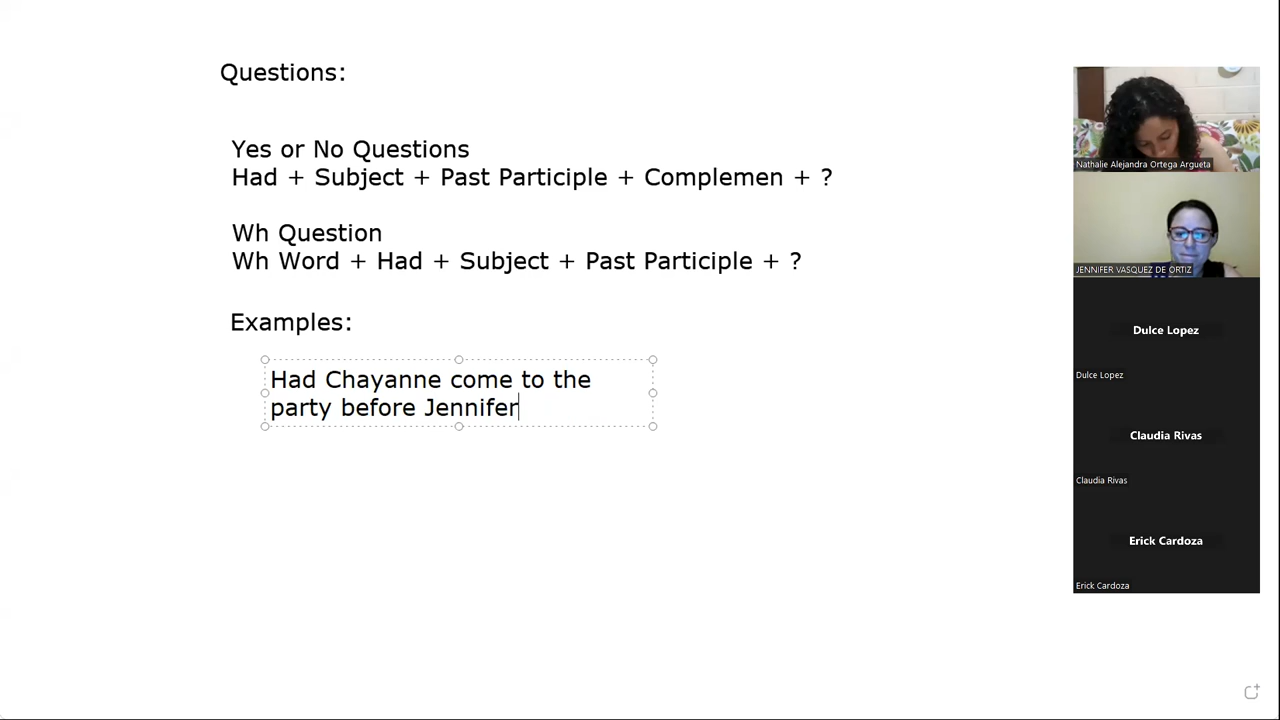 Questions:
Yes or No Questions
Had + Subject + Past Participle + Complemen + ?
Wh Question
Wh Word + Had + Subject + Past Participle + ?
Examples:
Had Chayanne come to the
party before Jennifer
Nathalie Alejandra Ortega Argueta
JENNIFER VASQUEZ DE ORTIZ
Dulce Lopez
Dulce Lopez
Claudia Rivas
Claudia Rivas
Erick Cardoza
Erick Cardoza